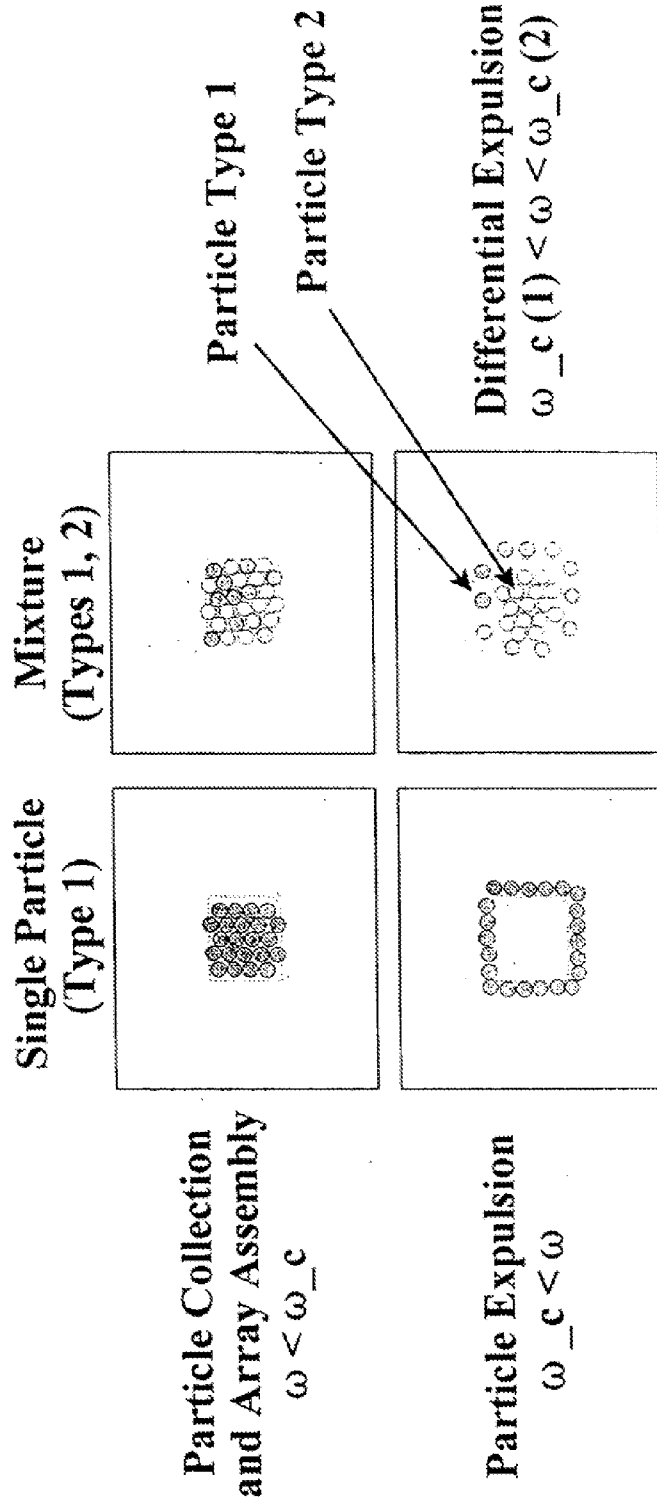 Single Particle
(Type 1)
Mixture
(Types 1, 2)
Particle Collection
and Array Assembly
ω < ω_c
Particle Type 1
Particle Type 2
Particle Expulsion
ω_c < ω
Differential Expulsion
ω_c (1) < ω < ω_c (2)